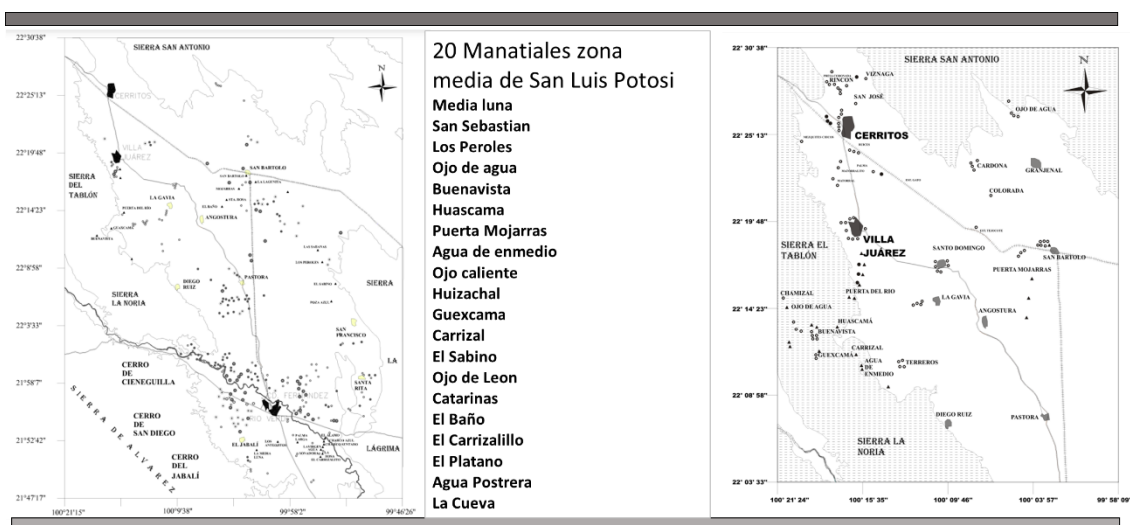 22°30'38"
22°25'13"
22°19'48"
22°14'23"
22°8'58"
22°3'33"
21°58'7"
21°52'42"
21°47'17"
100°21'15"
100°9'38"
99°58'2"
99°46'26"
SIERRA SAN ANTONIO
N
CERRITOS
VILLA
JUÁREZ
SIERRA
DEL
TABLÓN
SAN BARTOLO
LA GAVIA
ANGOSTURA
PUERTA DEL RIO
BUENAVISTA
LOS PEROLES
PASTORA
DIEGO
RUIZ
SIERRA
LA NORIA
SIERRA
SAN
FRANCISCO
LA
CERRO
DE
CIENEGUILLA
SANTA
RITA
CERRO
DE
SAN DIEGO
SIERRA DE ALVAREZ
EL JABALÍ
CERRO
DEL
JABALÍ
LÁGRIMA
20 Manatiales zona
media de San Luis Potosi
Media luna
San Sebastian
Los Peroles
Ojo de agua
Buenavista
Huascama
Puerta Mojarras
Agua de enmedio
Ojo caliente
Huizachal
Guexcama
Carrizal
El Sabino
Ojo de Leon
Catarinas
El Baño
El Carrizalillo
El Platano
Agua Postrera
La Cueva
22° 30' 38"
22° 25' 13"
22° 19' 48"
22° 14' 23"
22° 08' 58"
22° 03' 33"
100° 21' 24"
100° 15' 35"
100° 09' 46"
100° 03' 57"
99° 58' 09"
SIERRA SAN ANTONIO
N
RINCON
VIZNAGA
SAN JOSÉ
OJO DE AGUA
CERRITOS
CARDONA
GRANJENAL
COLORADA
VILLA
JUÁREZ
SIERRA EL
TABLÓN
SANTO DOMINGO
SAN BARTOLO
PUERTA MOJARRAS
CHAMIZAL
PUERTA DEL RIO
OJO DE AGUA
LA GAVIA
ANGOSTURA
HUASCAMÁ
BUENAVISTA
GUEXCAMÁ
CARRIZAL
AGUA
DE
ENMEDIO
TERREROS
DIEGO RUIZ
PASTORA
SIERRA LA
NORIA